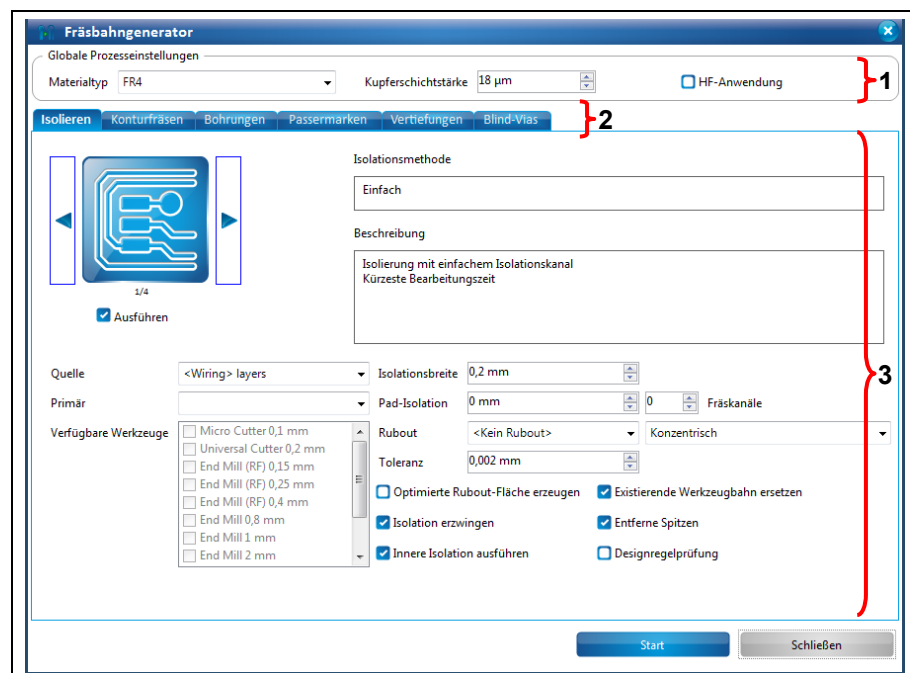 Fräsbahngenerator
Globale Prozesseinstellungen
Materialtyp FR4 Kupferschichtstärke 18 µm HF-Anwendung 1
Isolieren Konturfräsen Bohrungen Passermarken Vertiefungen Blind-Vias 2
Isolationsmethode
Einfach
Beschreibung
Isolierung mit einfachem Isolationskanal
Kürzeste Bearbeitungszeit
1/4
Ausführen
3
Quelle <Wiring> layers Isolationsbreite 0,2 mm
Primär Pad-Isolation 0 mm 0 Fräskanäle
Verfügbare Werkzeuge Micro Cutter 0,1 mm Rubout <Kein Rubout> Konzentrisch
Universal Cutter 0,2 mm
End Mill (RF) 0,15 mm Toleranz 0,002 mm
End Mill (RF) 0,25 mm Optimierte Rubout-Fläche erzeugen Existierende Werkzeugbahn ersetzen
End Mill (RF) 0,4 mm
End Mill 0,8 mm Isolation erzwingen Entferne Spitzen
End Mill 1 mm
End Mill 2 mm Innere Isolation ausführen Designregelprüfung
Start Schließen